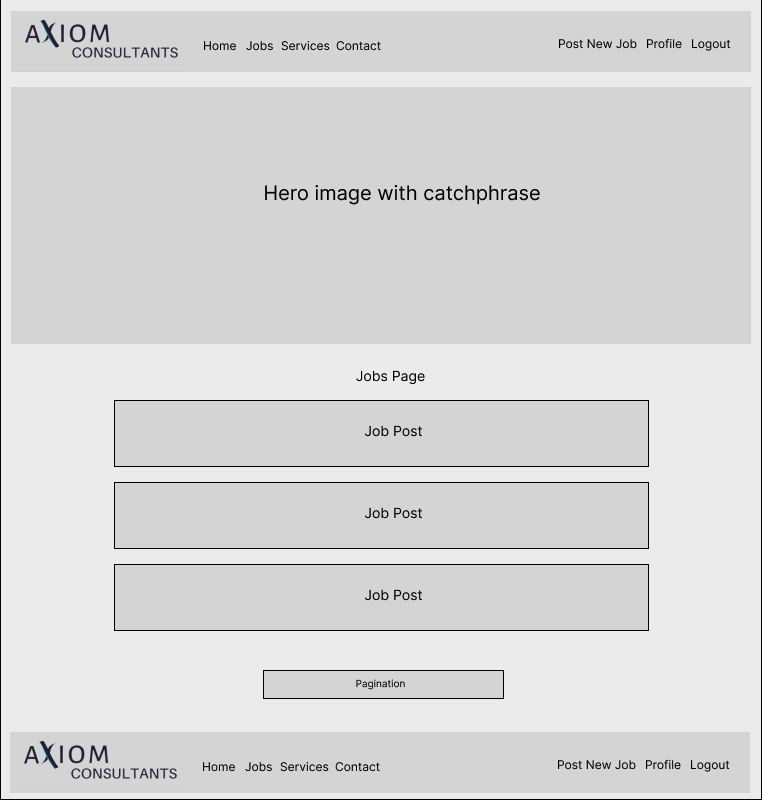 AXIOM
CONSULTANTS
Home Jobs Services Contact
Post New Job Profile Logout
Hero image with catchphrase
Jobs Page
Job Post
Job Post
Job Post
Pagination
AXIOM
CONSULTANTS
Home Jobs Services Contact
Post New Job Profile Logout